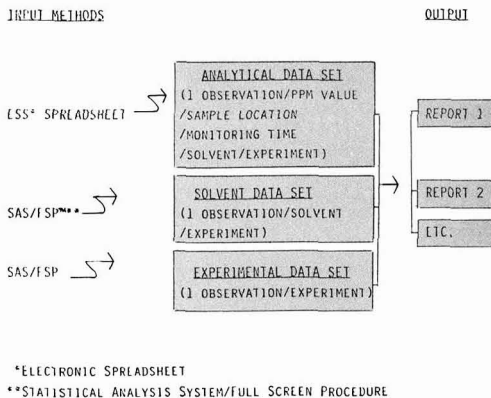 INPUT METHODS
OUTPUT
ANALYTICAL DATA SET
(1 OBSERVATION/PPM VALUE
/SAMPLE LOCATION
/MONITORING TIME
/SOLVENT/EXPERIMENT)
ESS* SPREADSHEET
REPORT 1
SOLVENT DATA SET
(1 OBSERVATION/SOLVENT
/EXPERIMENT)
SAS/FSP™**
REPORT 2
ETC.
EXPERIMENTAL DATA SET
(1 OBSERVATION/EXPERIMENT)
SAS/FSP
*ELECTRONIC SPREADSHEET
**STATISTICAL ANALYSIS SYSTEM/FULL SCREEN PROCEDURE